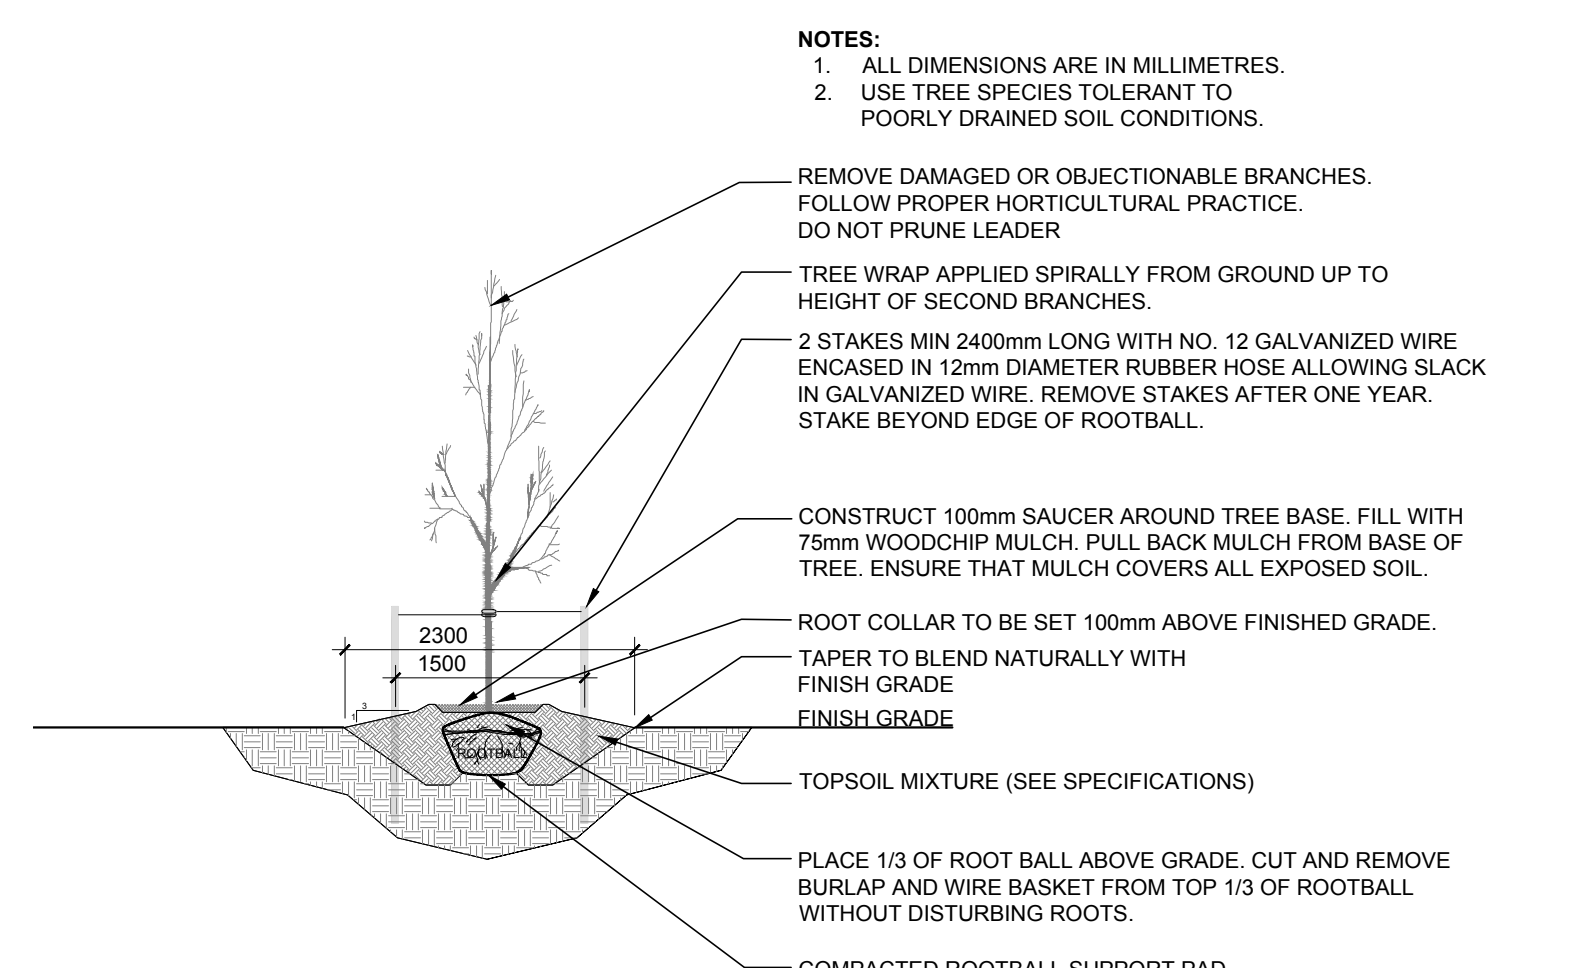 NOTES:
1. ALL DIMENSIONS ARE IN MILLIMETRES.
2. USE TREE SPECIES TOLERANT TO
POORLY DRAINED SOIL CONDITIONS.
REMOVE DAMAGED OR OBJECTIONABLE BRANCHES.
FOLLOW PROPER HORTICULTURAL PRACTICE.
DO NOT PRUNE LEADER
TREE WRAP APPLIED SPIRALLY FROM GROUND UP TO
HEIGHT OF SECOND BRANCHES.
2 STAKES MIN 2400mm LONG WITH NO. 12 GALVANIZED WIRE
ENCASED IN 12mm DIAMETER RUBBER HOSE ALLOWING SLACK
IN GALVANIZED WIRE. REMOVE STAKES AFTER ONE YEAR.
STAKE BEYOND EDGE OF ROOTBALL.
CONSTRUCT 100mm SAUCER AROUND TREE BASE. FILL WITH
75mm WOODCHIP MULCH. PULL BACK MULCH FROM BASE OF
TREE. ENSURE THAT MULCH COVERS ALL EXPOSED SOIL.
ROOT COLLAR TO BE SET 100mm ABOVE FINISHED GRADE.
TAPER TO BLEND NATURALLY WITH
FINISH GRADE
FINISH GRADE
2300
1500
3
1
ROOTBALL
TOPSOIL MIXTURE (SEE SPECIFICATIONS)
PLACE 1/3 OF ROOT BALL ABOVE GRADE. CUT AND REMOVE
BURLAP AND WIRE BASKET FROM TOP 1/3 OF ROOTBALL
WITHOUT DISTURBING ROOTS.
COMPACTED ROOTBALL SUPPORT PAD